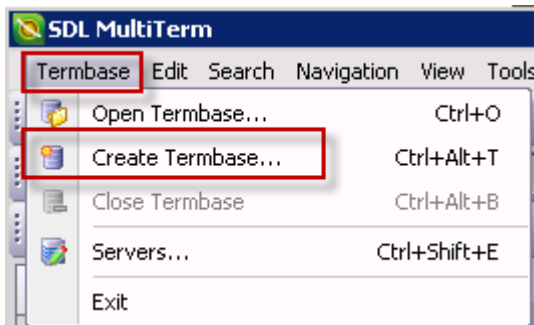 SDL MultiTerm
Termbase Edit Search Navigation View Tools
Open Termbase... Ctrl+O
Create Termbase... Ctrl+Alt+T
Close Termbase Ctrl+Alt+B
Servers... Ctrl+Shift+E
Exit